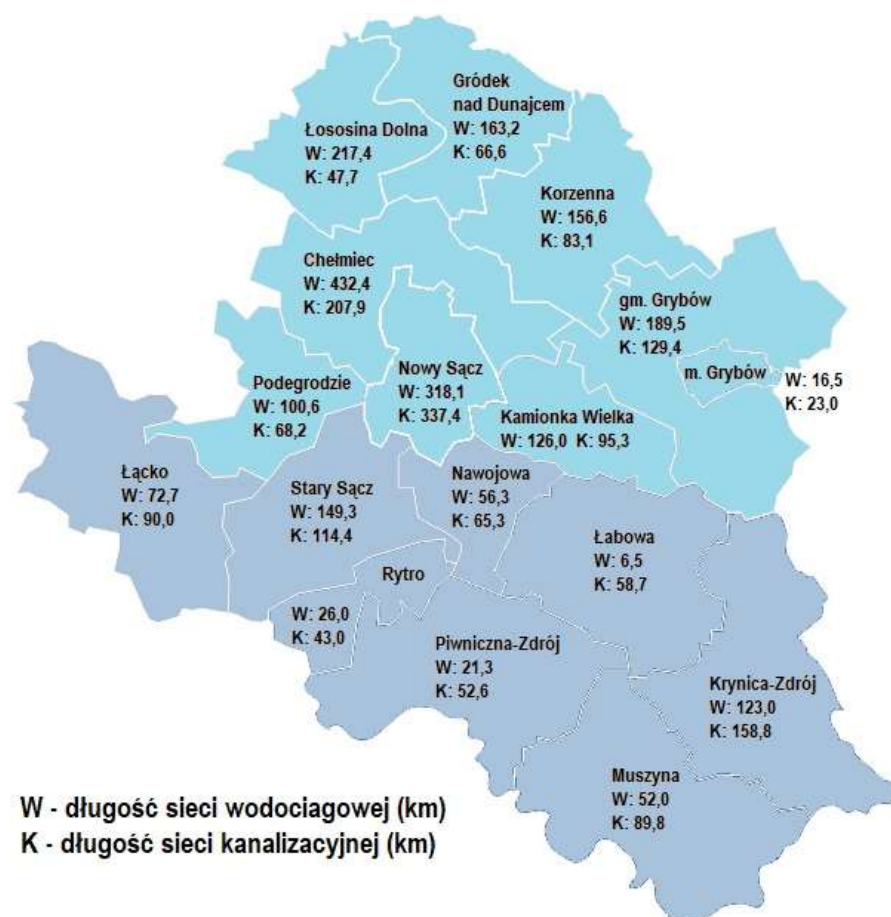 Gródek
nad Dunajcem
W: 163,2
K: 66,6
Łososina Dolna
W: 217,4
K: 47,7
Korzenna
W: 156,6
K: 83,1
Chełmiec
W: 432,4
K: 207,9
gm. Grybów
W: 189,5
K: 129,4
m. Grybów
W: 16,5
K: 23,0
Podegrodzie
W: 100,6
K: 68,2
Nowy Sącz
W: 318,1
K: 337,4
Kamionka Wielka
W: 126,0 K: 95,3
Łącko
W: 72,7
K: 90,0
Stary Sącz
W: 149,3
K: 114,4
Nawojowa
W: 56,3
K: 65,3
Łabowa
W: 6,5
K: 58,7
Rytro
W: 26,0
K: 43,0
Piwniczna-Zdrój
W: 21,3
K: 52,6
Krynica-Zdrój
W: 123,0
K: 158,8
Muszyna
W: 52,0
K: 89,8
W - długość sieci wodociagowej (km)
K - długość sieci kanalizacyjnej (km)